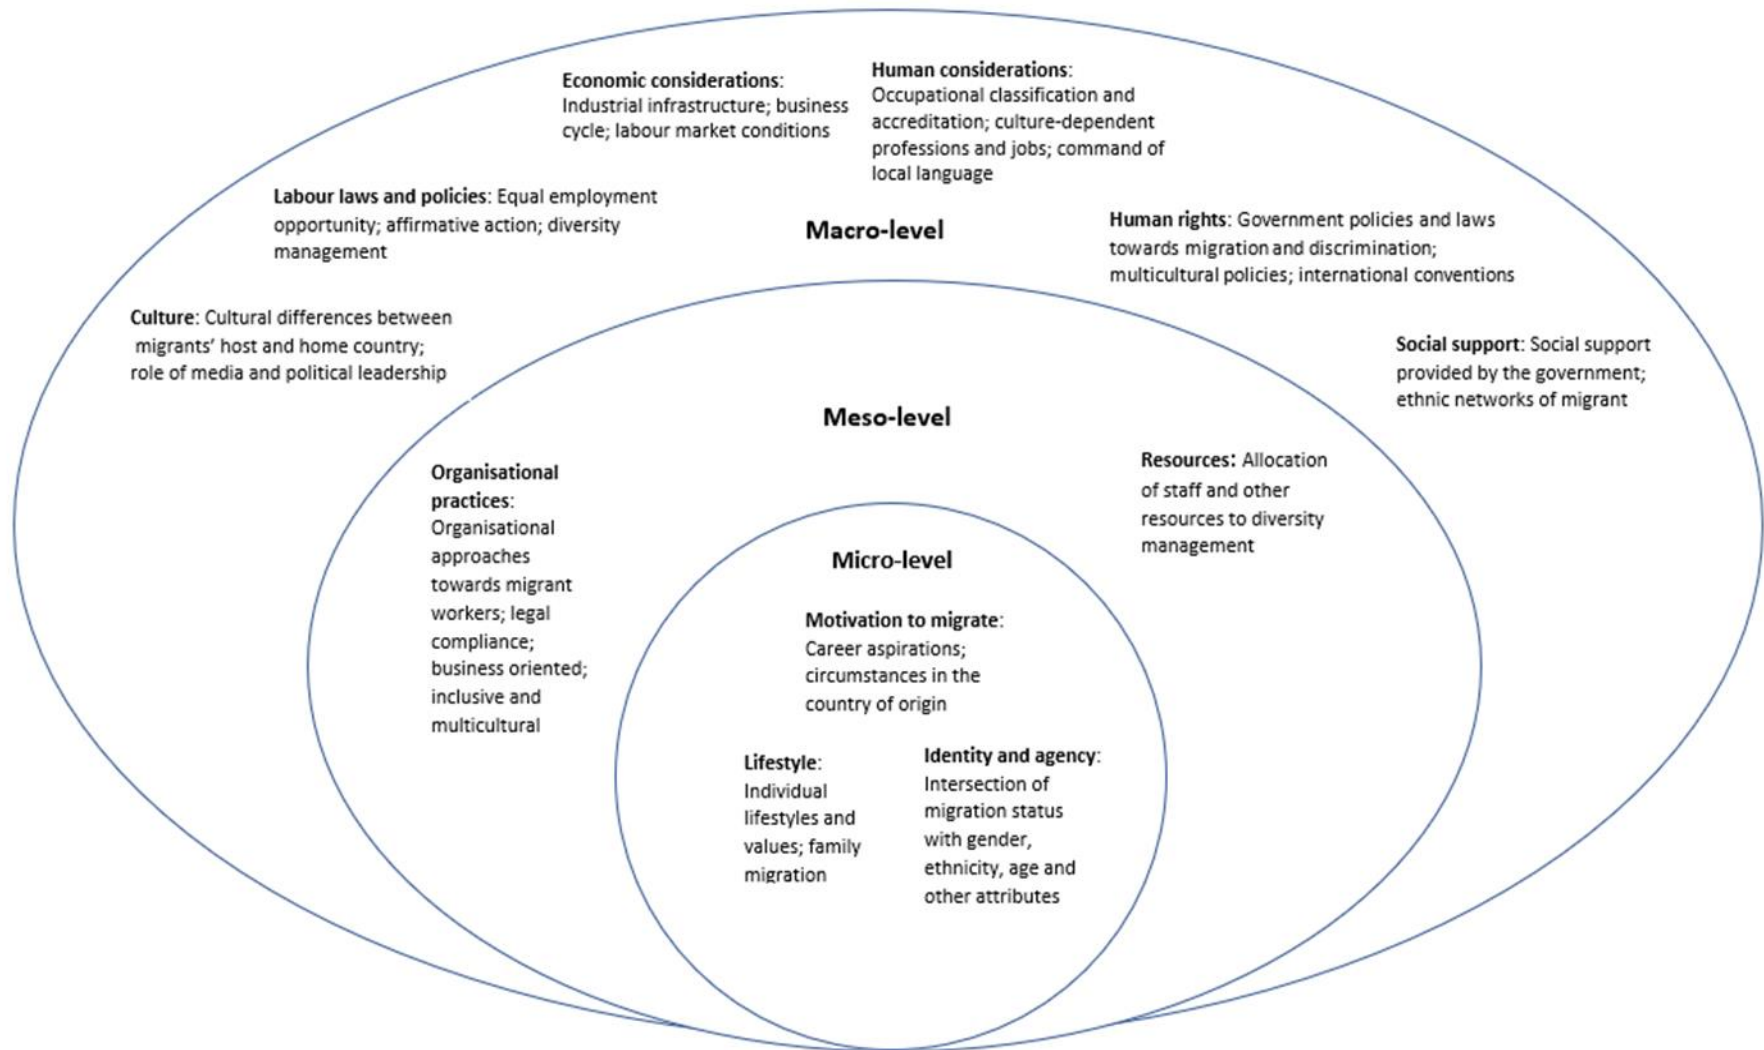 Economic considerations:
Industrial infrastructure; business
cycle; labour market conditions
Human considerations:
Occupational classification and
accreditation; culture-dependent
professions and jobs; command of
local language
Labour laws and policies: Equal employment
opportunity; affirmative action; diversity
management
Macro-level
Human rights: Government policies and laws
towards migration and discrimination;
multicultural policies; international conventions
Culture: Cultural differences between
migrants’ host and home country;
role of media and political leadership
Social support: Social support
provided by the government;
ethnic networks of migrant
Meso-level
Organisational
practices:
Organisational
approaches
towards migrant
workers; legal
compliance;
business oriented;
inclusive and
multicultural
Resources: Allocation
of staff and other
resources to diversity
management
Micro-level
Motivation to migrate:
Career aspirations;
circumstances in the
country of origin
Lifestyle:
Individual
lifestyles and
values; family
migration
Identity and agency:
Intersection of
migration status
with gender,
ethnicity, age and
other attributes